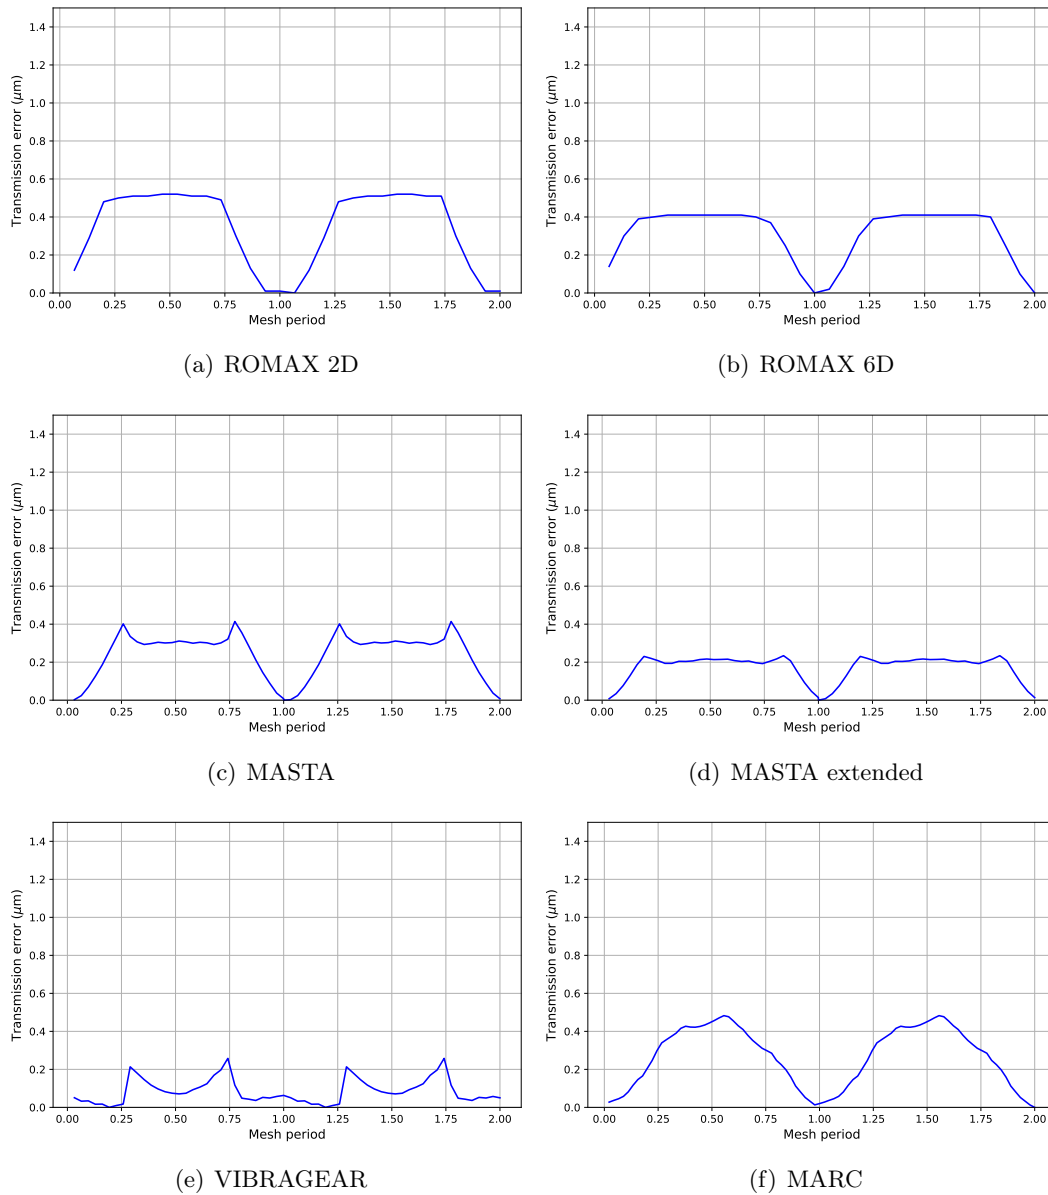 1.4
1.2
1.0
0.8
0.6
0.4
0.2
0.0
Transmission error (μm)
0.00 0.25 0.50 0.75 1.00 1.25 1.50 1.75 2.00
Mesh period
(a) ROMAX 2D
1.4
1.2
1.0
0.8
0.6
0.4
0.2
0.0
Transmission error (μm)
0.00 0.25 0.50 0.75 1.00 1.25 1.50 1.75 2.00
Mesh period
(b) ROMAX 6D
1.4
1.2
1.0
0.8
0.6
0.4
0.2
0.0
Transmission error (μm)
0.00 0.25 0.50 0.75 1.00 1.25 1.50 1.75 2.00
Mesh period
(c) MASTA
1.4
1.2
1.0
0.8
0.6
0.4
0.2
0.0
Transmission error (μm)
0.00 0.25 0.50 0.75 1.00 1.25 1.50 1.75 2.00
Mesh period
(d) MASTA extended
1.4
1.2
1.0
0.8
0.6
0.4
0.2
0.0
Transmission error (μm)
0.00 0.25 0.50 0.75 1.00 1.25 1.50 1.75 2.00
Mesh period
(e) VIBRAGEAR
1.4
1.2
1.0
0.8
0.6
0.4
0.2
0.0
Transmission error (μm)
0.00 0.25 0.50 0.75 1.00 1.25 1.50 1.75 2.00
Mesh period
(f) MARC